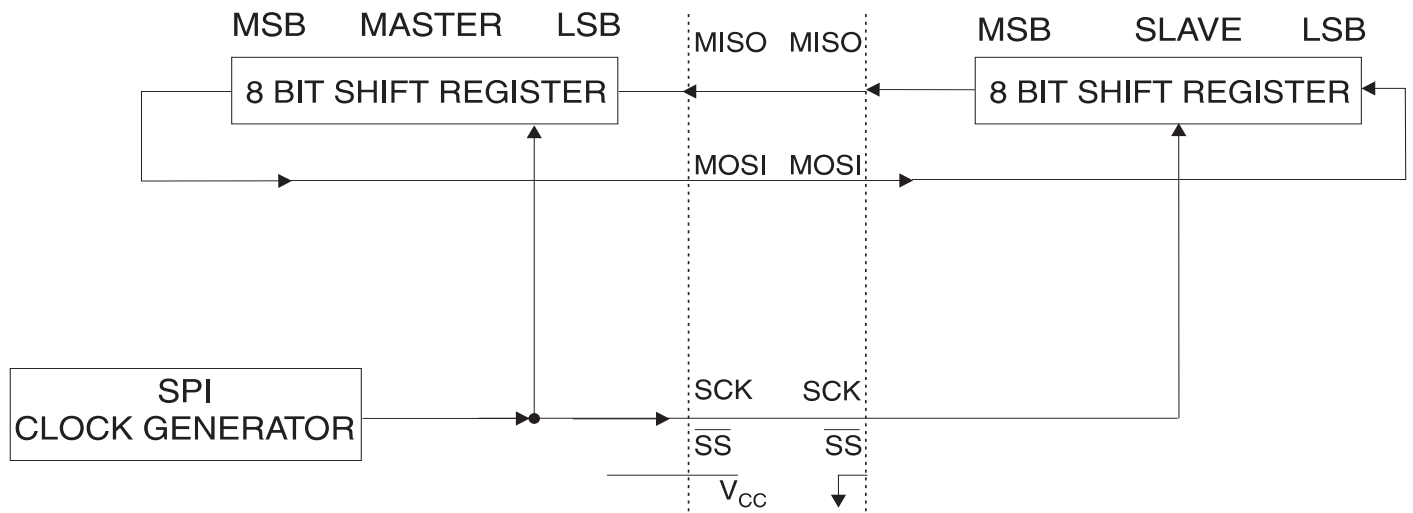 MSB MASTER LSB
MISO MISO
MSB SLAVE LSB
8 BIT SHIFT REGISTER
8 BIT SHIFT REGISTER
MOSI MOSI
SPI
CLOCK GENERATOR
SCK SCK
SS SS
VCC